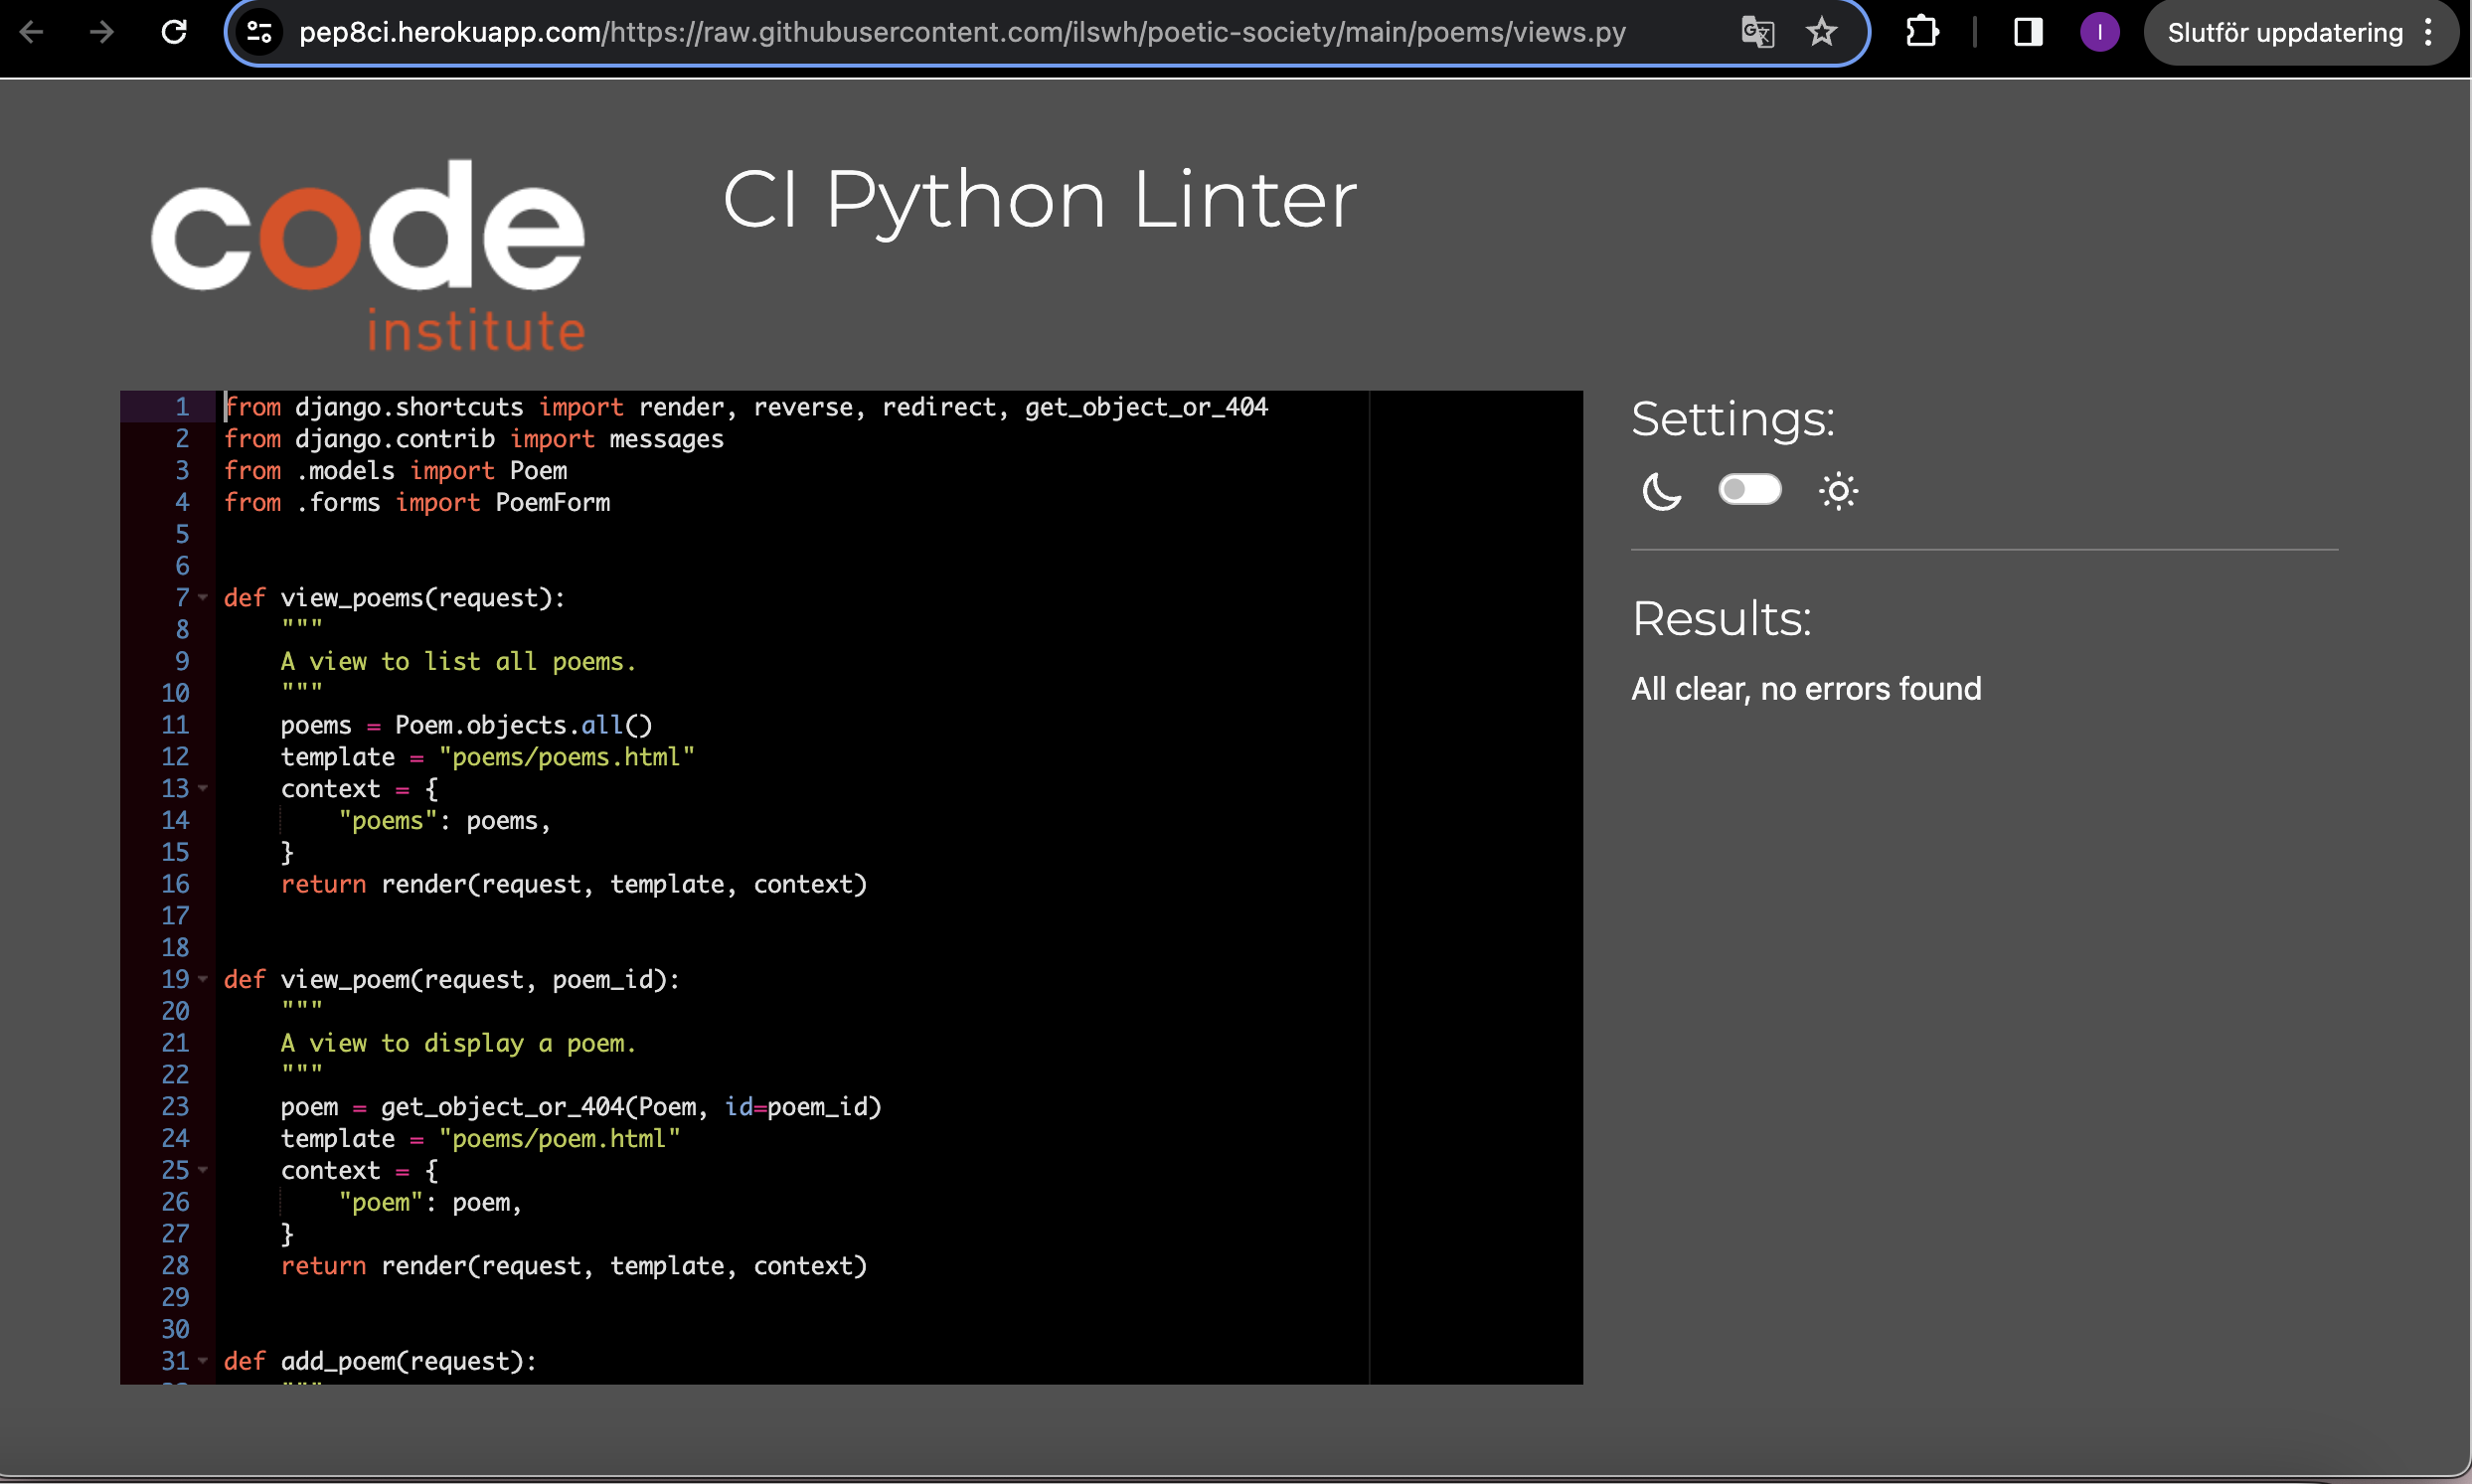 pep8ci.herokuapp.com/https://raw.githubusercontent.com/ilswh/poetic-society/main/poems/views.py
I
Slutför uppdatering
code
institute
CI Python Linter
1 from django.shortcuts import render, reverse, redirect, get_object_or_404
2 from django.contrib import messages
3 from .models import Poem
4 from .forms import PoemForm
5
6
7 def view_poems(request):
8     """
9     A view to list all poems.
10     """
11     poems = Poem.objects.all()
12     template = "poems/poems.html"
13     context = {
14         "poems": poems,
15     }
16     return render(request, template, context)
17
18
19 def view_poem(request, poem_id):
20     """
21     A view to display a poem.
22     """
23     poem = get_object_or_404(Poem, id=poem_id)
24     template = "poems/poem.html"
25     context = {
26         "poem": poem,
27     }
28     return render(request, template, context)
29
30
31 def add_poem(request):
Settings:
Results:
All clear, no errors found